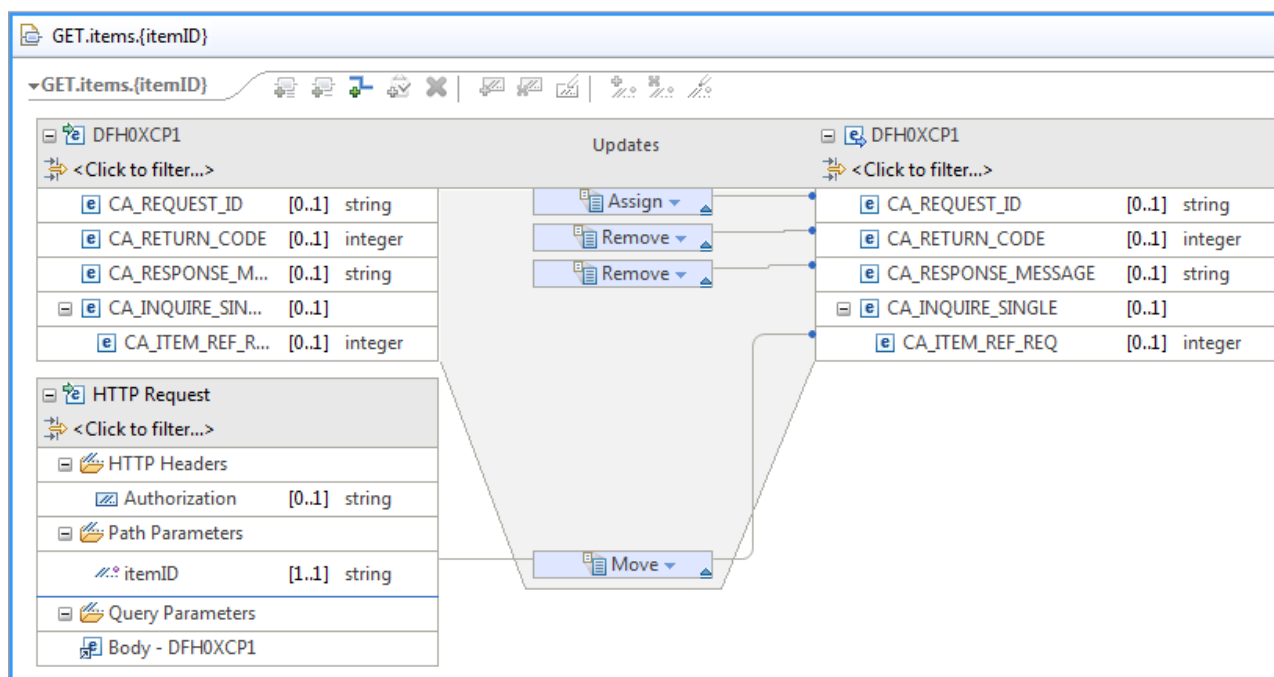 GET.items.{itemID}
GET.items.{itemID}
DFH0XCP1
Updates
DFH0XCP1
<Click to filter...>
<Click to filter...>
CA_REQUEST_ID [0..1] string
Assign
CA_REQUEST_ID [0..1] string
CA_RETURN_CODE [0..1] integer
Remove
CA_RETURN_CODE [0..1] integer
CA_RESPONSE_M... [0..1] string
Remove
CA_RESPONSE_MESSAGE [0..1] string
CA_INQUIRE_SIN... [0..1]
CA_INQUIRE_SINGLE [0..1]
CA_ITEM_REF_R... [0..1] integer
CA_ITEM_REF_REQ [0..1] integer
HTTP Request
<Click to filter...>
HTTP Headers
Authorization [0..1] string
Path Parameters
Move
itemID [1..1] string
Query Parameters
Body - DFH0XCP1